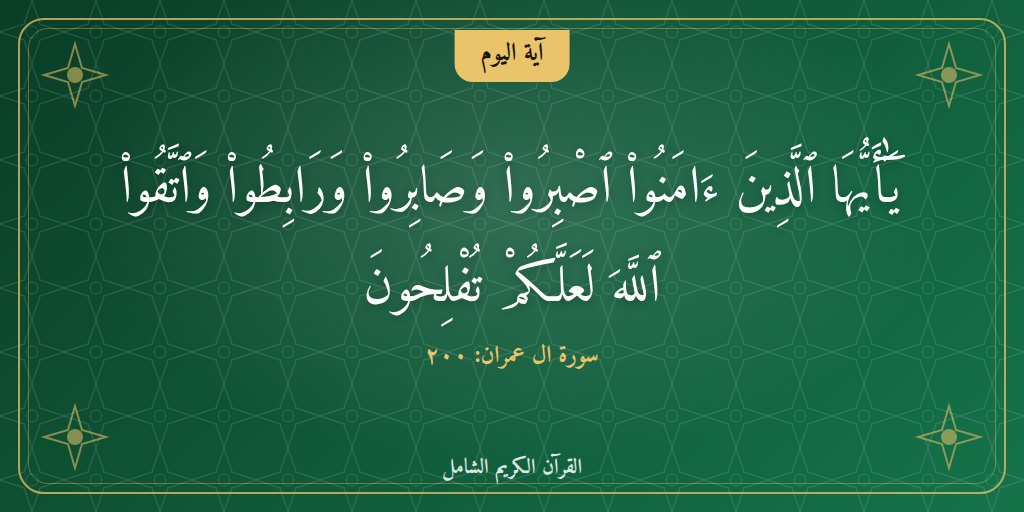 آية اليوم
يَٰٓأَيُّهَا ٱلَّذِينَ ءَامَنُوا۟ ٱصْبِرُوا۟ وَصَابِرُوا۟ وَرَابِطُوا۟ وَٱتَّقُوا۟
ٱللَّهَ لَعَلَّكُمْ تُفْلِحُونَ
سورة ال عمران: ٢٠٠
القرآن الكريم الشامل